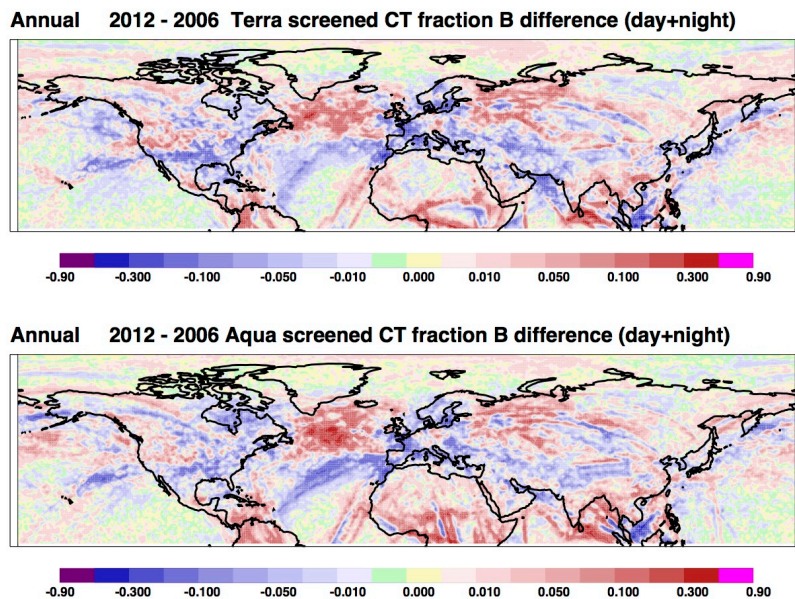 Annual 2012 - 2006 Terra screened CT fraction B difference (day+night)
-0.90 -0.300 -0.100 -0.050 -0.010 0.000 0.010 0.050 0.100 0.300 0.90
Annual 2012 - 2006 Aqua screened CT fraction B difference (day+night)
-0.90 -0.300 -0.100 -0.050 -0.010 0.000 0.010 0.050 0.100 0.300 0.90